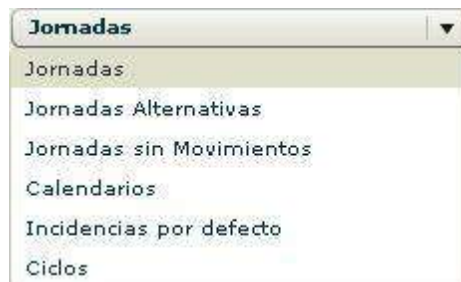 Jornadas
Jornadas
Jornadas Alternativas
Jornadas sin Movimientos
Calendarios
Incidencias por defecto
Ciclos